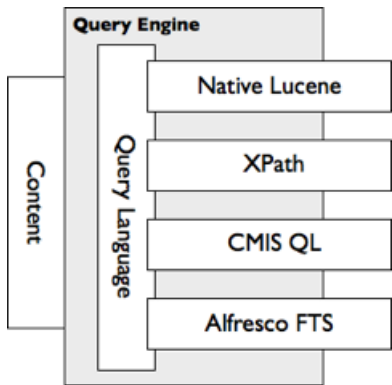 Query Engine
Content
Query Language
Native Lucene
XPath
CMIS QL
Alfresco FTS